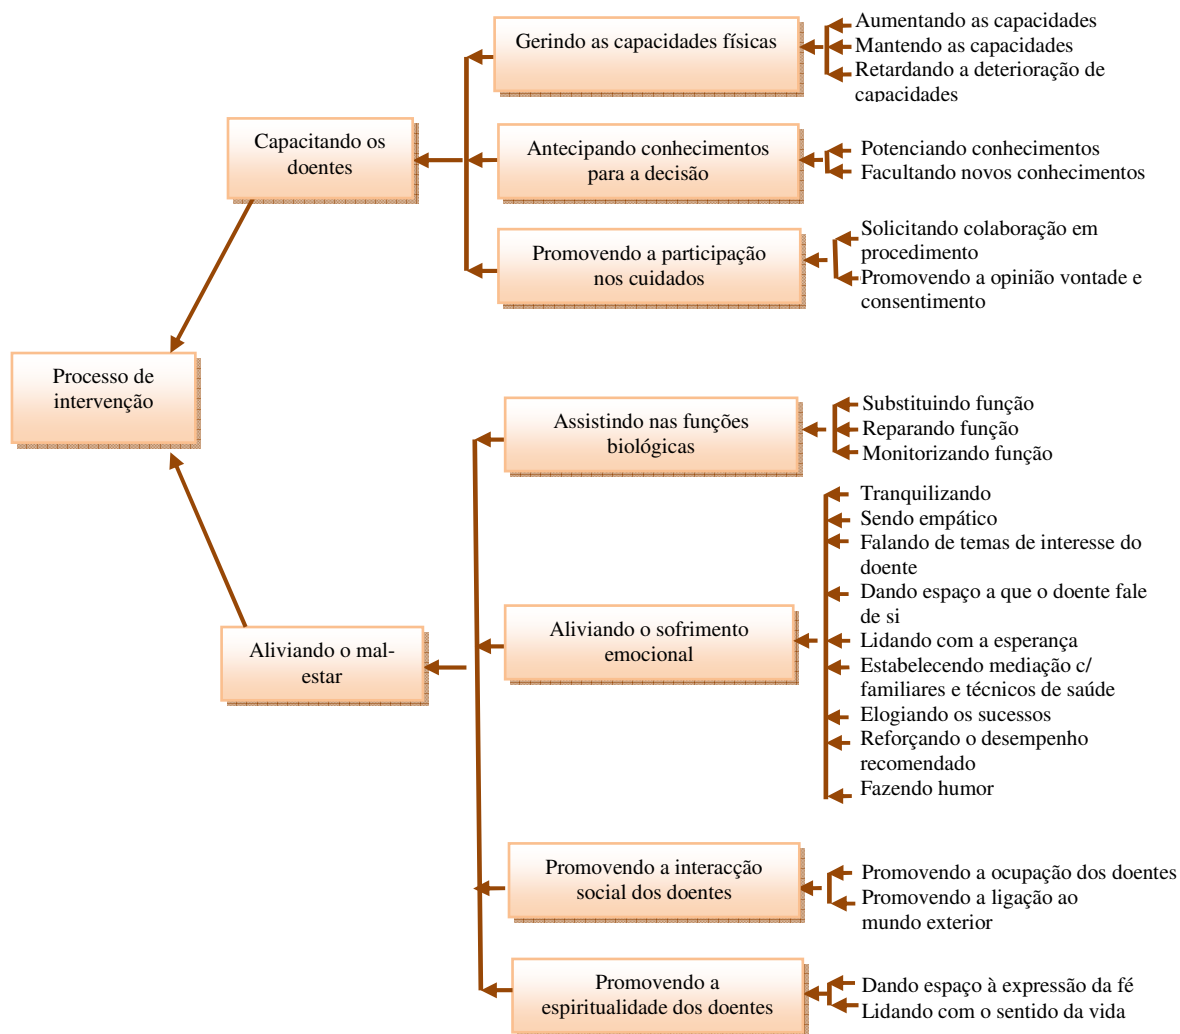 Gerindo as capacidades físicas
Aumentando as capacidades
Mantendo as capacidades
Retardando a deterioração de
capacidades
Capacitando os
doentes
Antecipando conhecimentos
para a decisão
Potenciando conhecimentos
Facultando novos conhecimentos
Promovendo a participação
nos cuidados
Solicitando colaboração em
procedimento
Promovendo a opinião vontade e
consentimento
Processo de
intervenção
Assistindo nas funções
biológicas
Substituindo função
Reparando função
Monitorizando função
Aliviando o mal-
estar
Aliviando o sofrimento
emocional
Tranquilizando
Sendo empático
Falando de temas de interesse do
doente
Dando espaço a que o doente fale
de si
Lidando com a esperança
Estabelecendo mediação c/
familiares e técnicos de saúde
Elogiando os sucessos
Reforçando o desempenho
recomendado
Fazendo humor
Promovendo a interacção
social dos doentes
Promovendo a ocupação dos doentes
Promovendo a ligação ao
mundo exterior
Promovendo a
espiritualidade dos doentes
Dando espaço à expressão da fé
Lidando com o sentido da vida